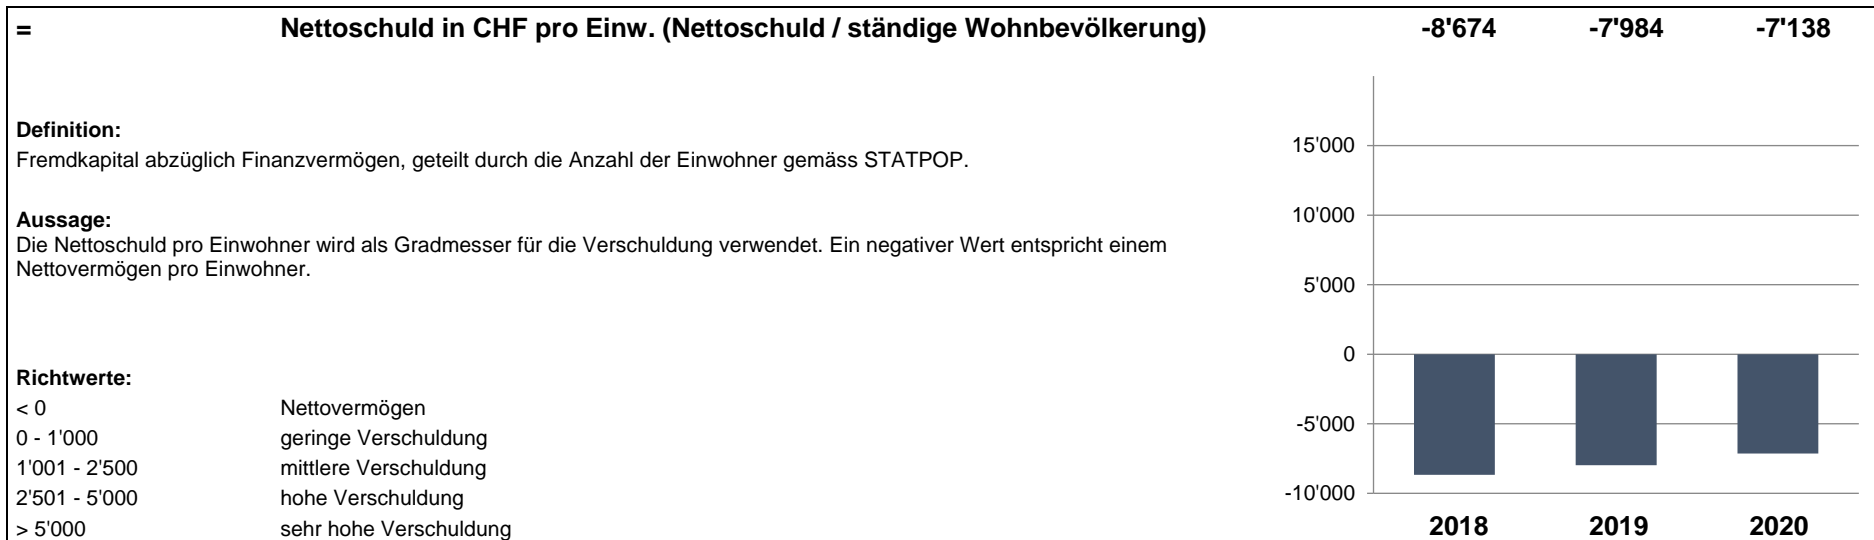 = Nettoschuld in CHF pro Einw. (Nettoschuld / ständige Wohnbevölkerung) -8'674 -7'984 -7'138
Definition:
Fremdkapital abzüglich Finanzvermögen, geteilt durch die Anzahl der Einwohner gemäss STATPOP.
Aussage:
Die Nettoschuld pro Einwohner wird als Gradmesser für die Verschuldung verwendet. Ein negativer Wert entspricht einem
Nettovermögen pro Einwohner.
Richtwerte:
< 0 Nettovermögen
0 - 1'000 geringe Verschuldung
1'001 - 2'500 mittlere Verschuldung
2'501 - 5'000 hohe Verschuldung
> 5'000 sehr hohe Verschuldung
15'000
10'000
5'000
0
-5'000
-10'000
2018 2019 2020